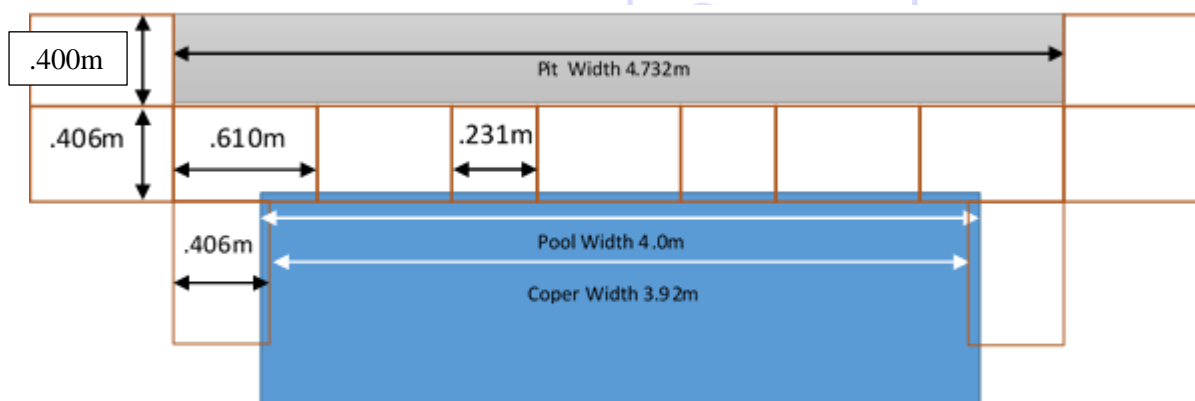 .400m
Pit Width 4.732m
.406m
.610m
.231m
.406m
Pool Width 4.0m
Coper Width 3.92m